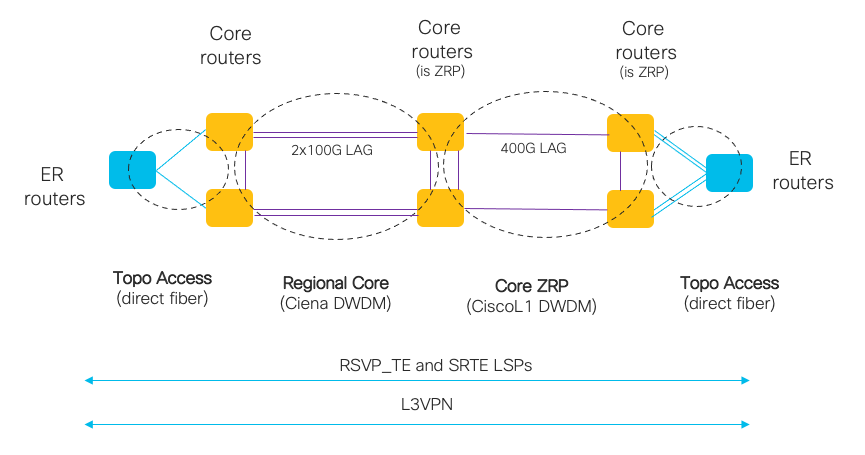 Core
routers
Core
routers
(is ZRP)
Core
routers
(is ZRP)
2x100G LAG
400G LAG
ER
routers
ER
routers
Topo Access
(direct fiber)
Regional Core
(Ciena DWDM)
Core ZRP
(CiscoL1 DWDM)
Topo Access
(direct fiber)
RSVP_TE and SRTE LSPs
L3VPN